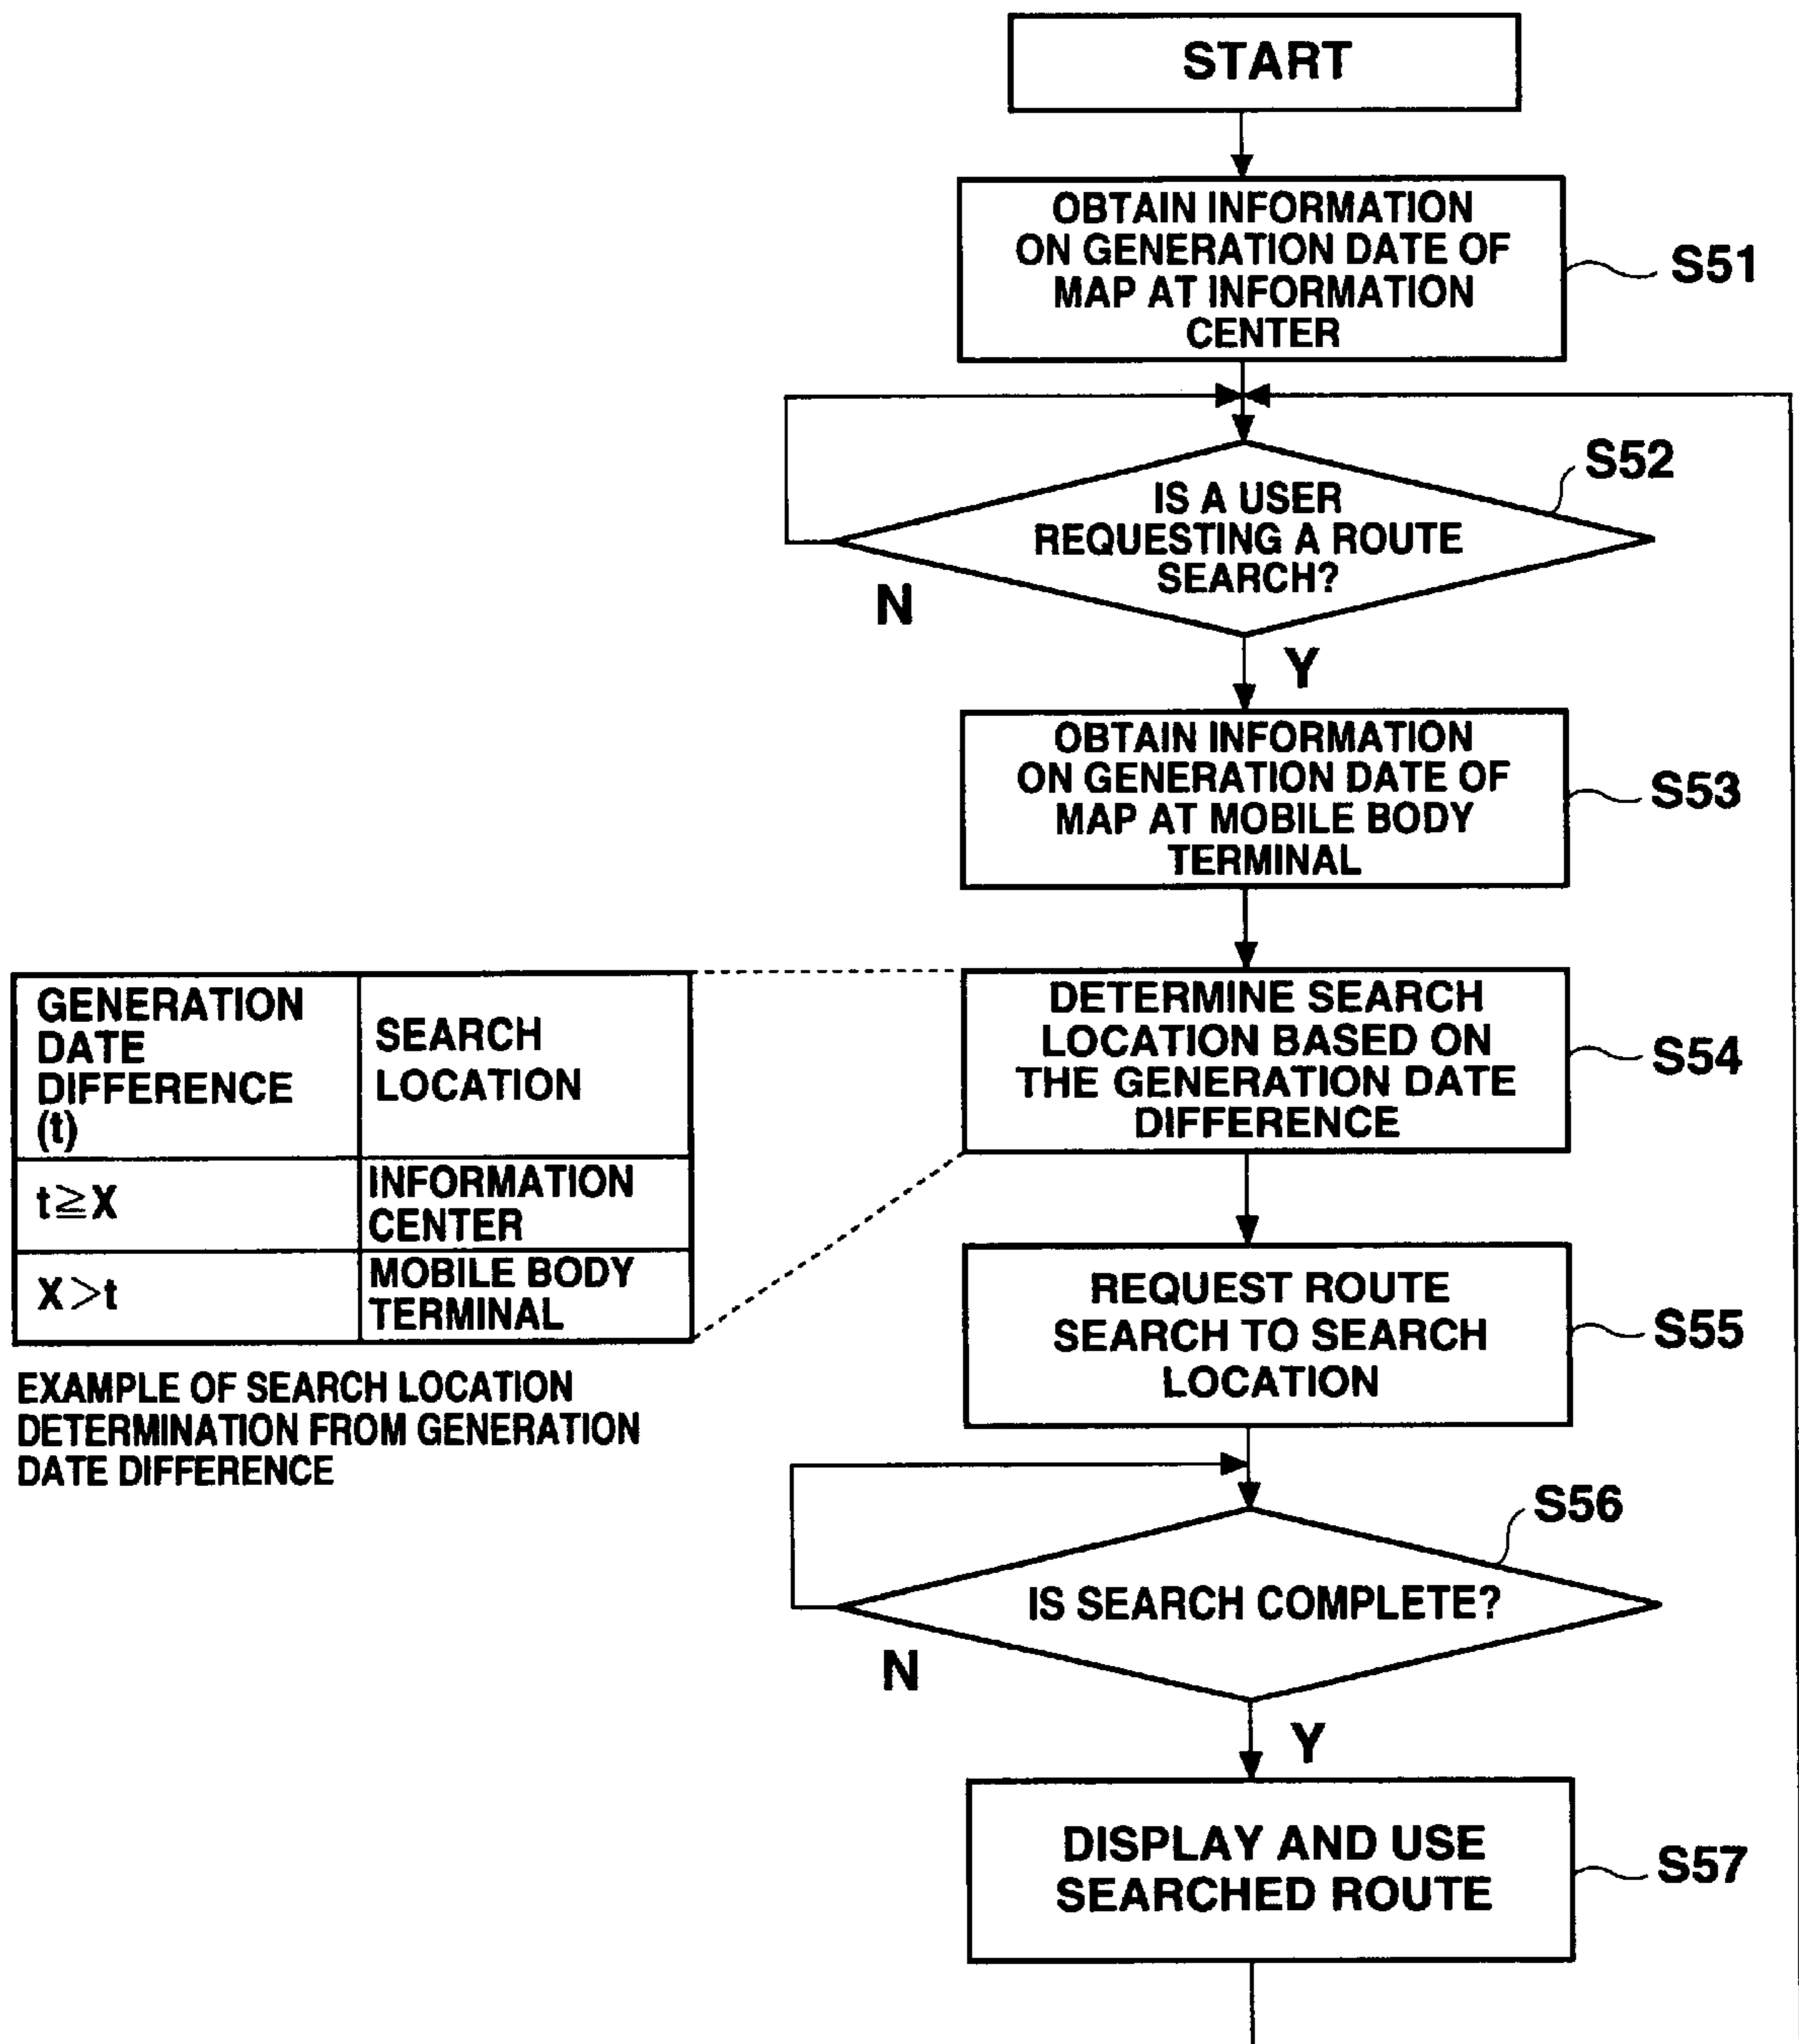 START
OBTAIN INFORMATION
ON GENERATION DATE OF
MAP AT INFORMATION
CENTER
S51
S52
IS A USER
REQUESTING A ROUTE
SEARCH?
N
Y
OBTAIN INFORMATION
ON GENERATION DATE OF
MAP AT MOBILE BODY
TERMINAL
S53
GENERATION
DATE
DIFFERENCE
(t)
SEARCH
LOCATION
t≧X
INFORMATION
CENTER
X>t
MOBILE BODY
TERMINAL
EXAMPLE OF SEARCH LOCATION
DETERMINATION FROM GENERATION
DATE DIFFERENCE
DETERMINE SEARCH
LOCATION BASED ON
THE GENERATION DATE
DIFFERENCE
S54
REQUEST ROUTE
SEARCH TO SEARCH
LOCATION
S55
S56
IS SEARCH COMPLETE?
N
Y
DISPLAY AND USE
SEARCHED ROUTE
S57